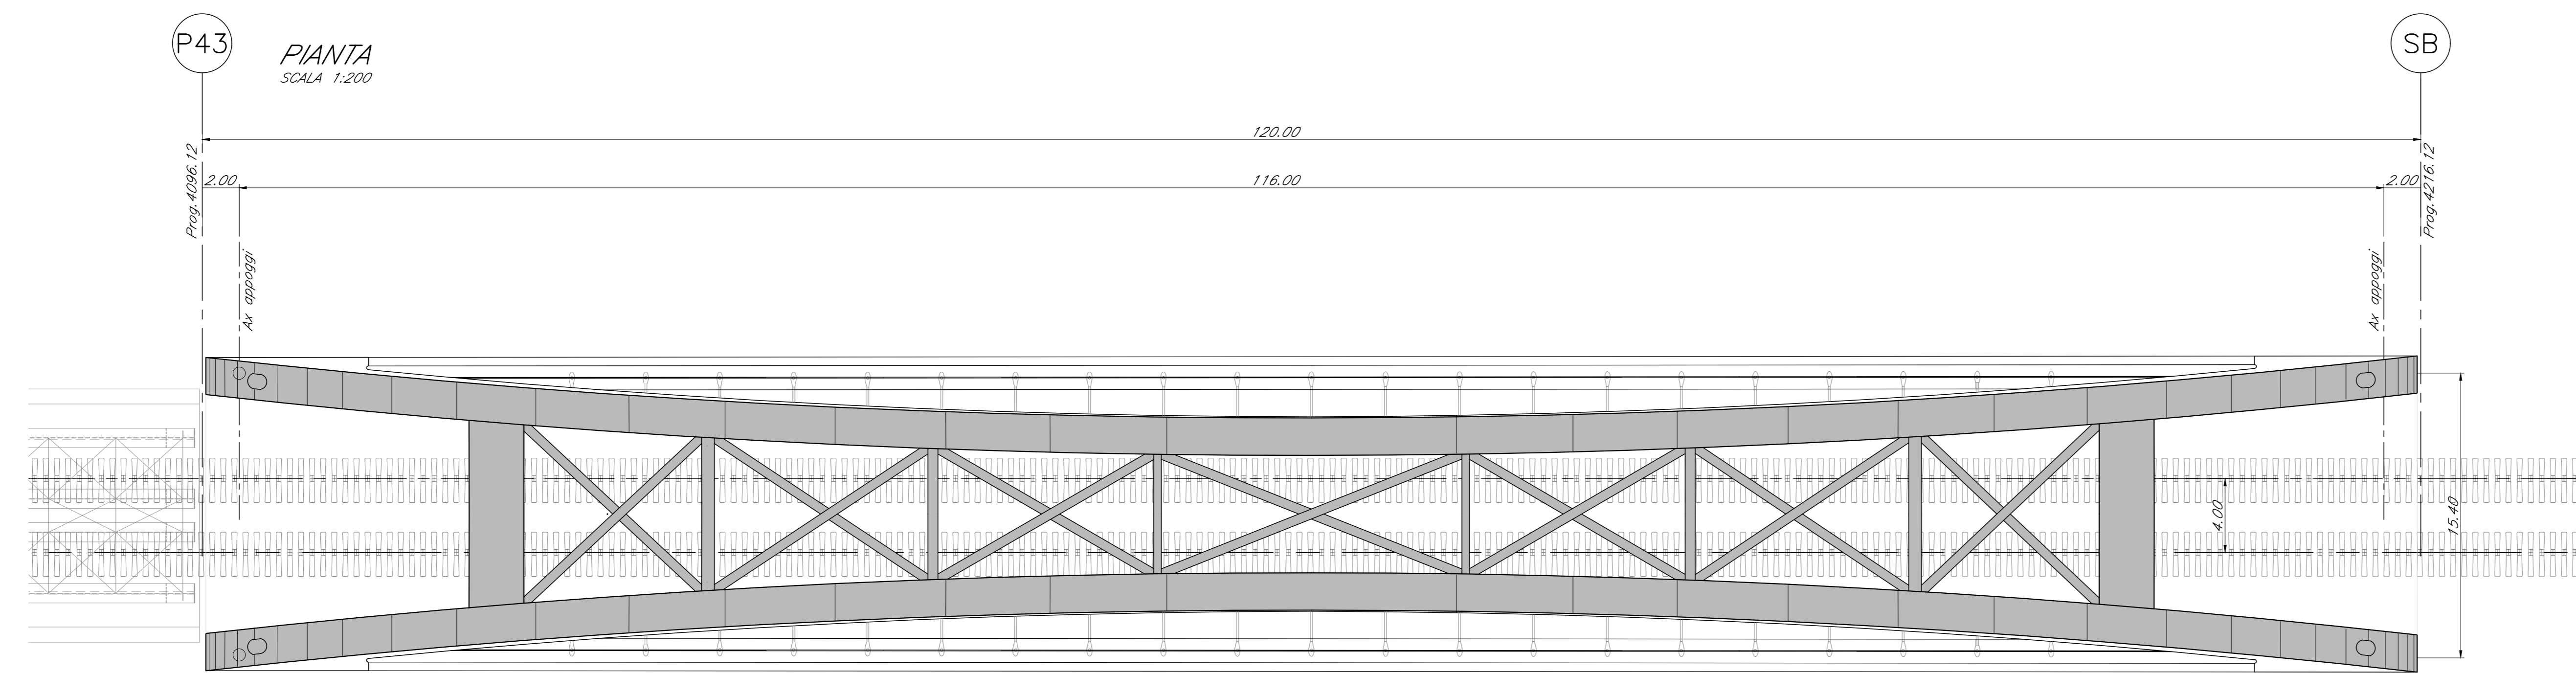 P43
SB
PIANTA
SCALA 1:200
120.00
2.00
116.00
2.00
Prog.4096.12
Prog.4216.12
Ax appoggi
Ax appoggi
4.00
15.40